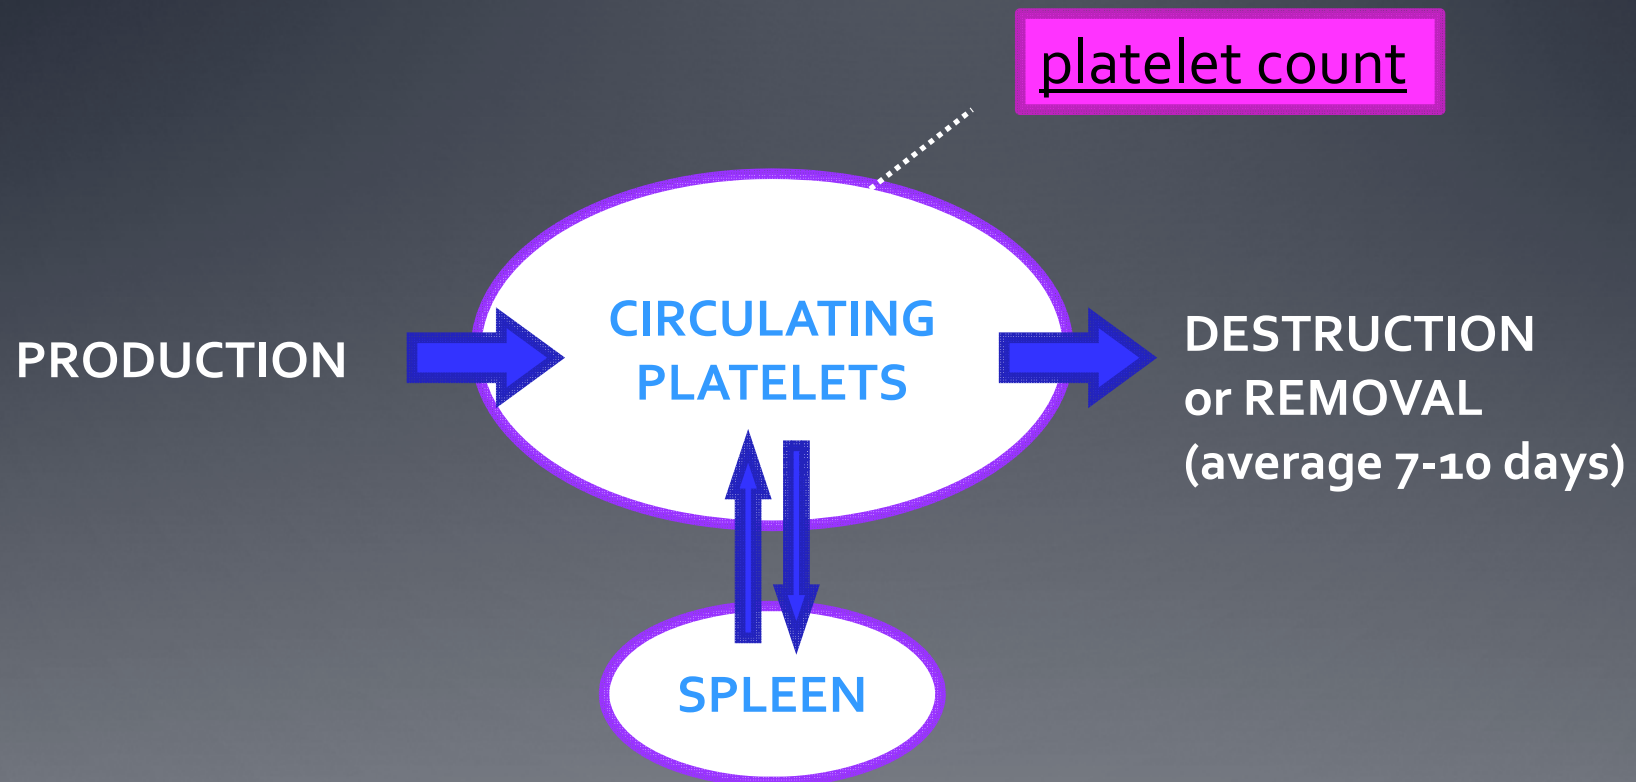 platelet count
PRODUCTION
CIRCULATING
PLATELETS
DESTRUCTION
or REMOVAL
(average 7-10 days)
SPLEEN